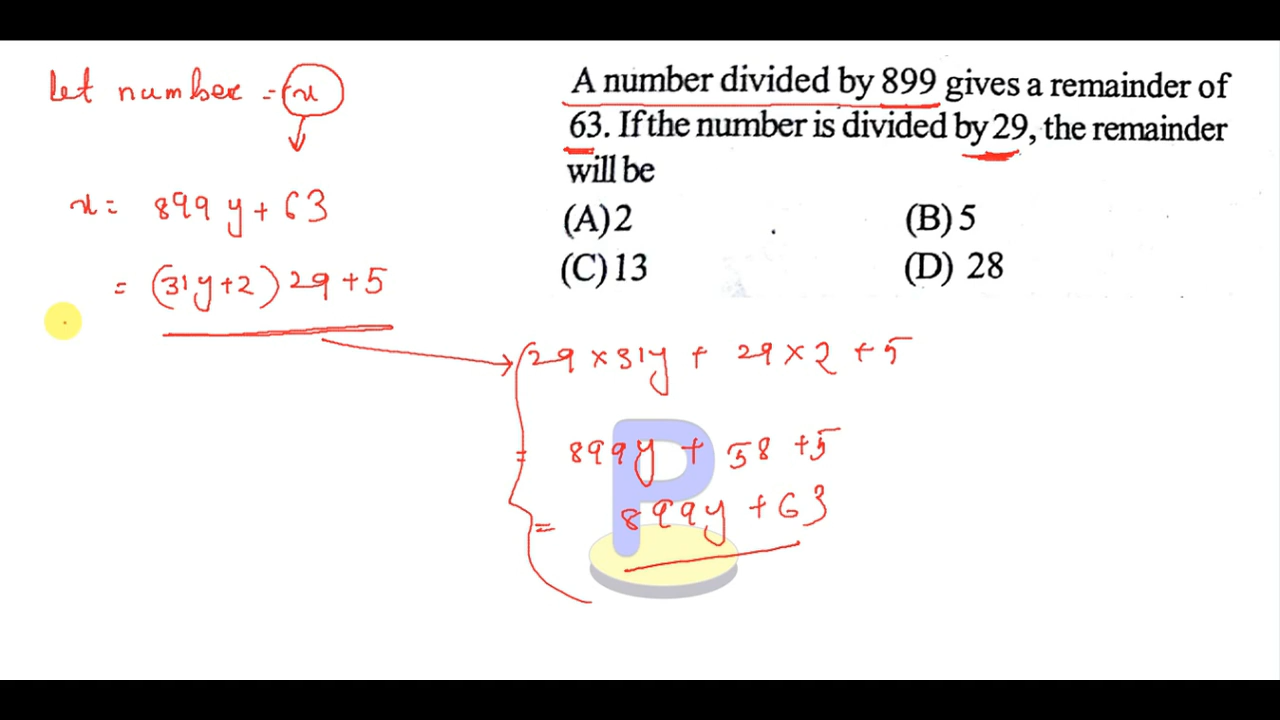 Let number = x
x = 899y + 63
= (31y+2) 29 + 5
A number divided by 899 gives a remainder of
63. If the number is divided by 29, the remainder
will be
(A) 2 (B) 5
(C) 13 (D) 28
29 × 31y + 29 × 2 + 5
= 899y + 58 + 5
= 899y + 63
P